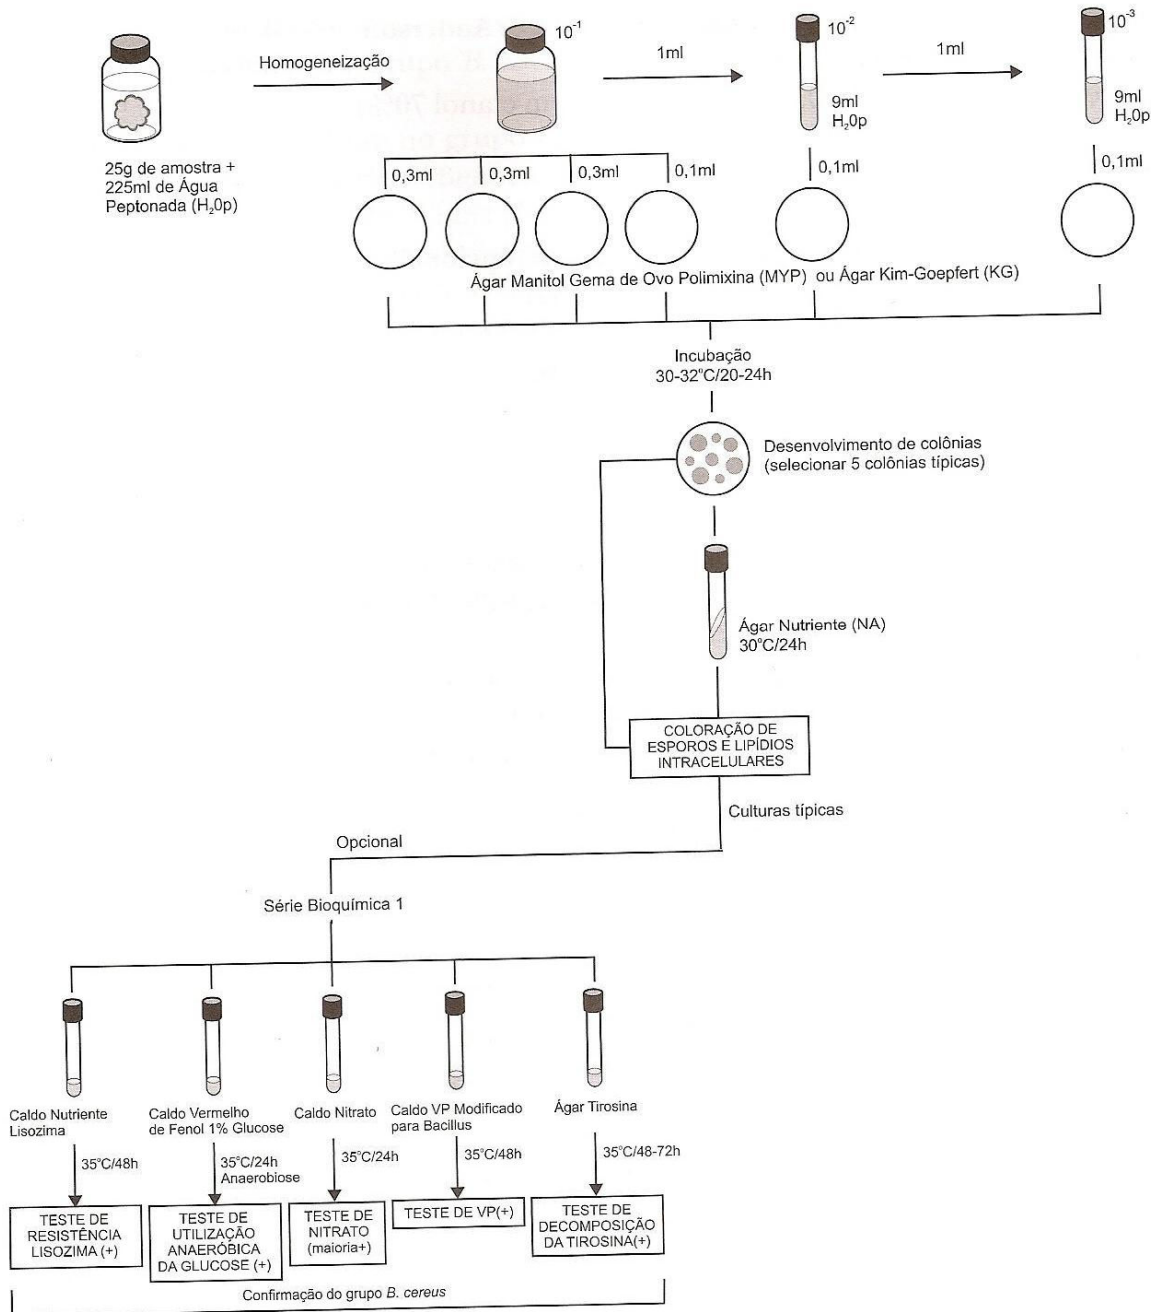 10-1
10-2
10-3
Homogeneização
1ml
1ml
9ml
H20p
9ml
H20p
25g de amostra +
225ml de Água
Peptonada (H20p)
0,3ml
0,3ml
0,3ml
0,1ml
0,1ml
0,1ml
Ágar Manitol Gema de Ovo Polimixina (MYP) ou Ágar Kim-Goepfert (KG)
Incubação
30-32°C/20-24h
Desenvolvimento de colônias
(selecionar 5 colônias típicas)
Ágar Nutriente (NA)
30°C/24h
COLORAÇÃO DE
ESPOROS E LIPÍDIOS
INTRACELULARES
Culturas típicas
Opcional
Série Bioquímica 1
Caldo Nutriente
Lisozima
Caldo Vermelho
de Fenol 1% Glucose
Caldo Nitrato
Caldo VP Modificado
para Bacillus
Ágar Tirosina
35°C/48h
35°C/24h
Anaerobiose
35°C/24h
35°C/48h
35°C/48-72h
TESTE DE
RESISTÊNCIA
LISOZIMA (+)
TESTE DE
UTILIZAÇÃO
ANAERÓBICA
DA GLUCOSE (+)
TESTE DE
NITRATO
(maioria+)
TESTE DE VP(+)
TESTE DE
DECOMPOSIÇÃO
DA TIROSINA(+)
Confirmação do grupo B. cereus